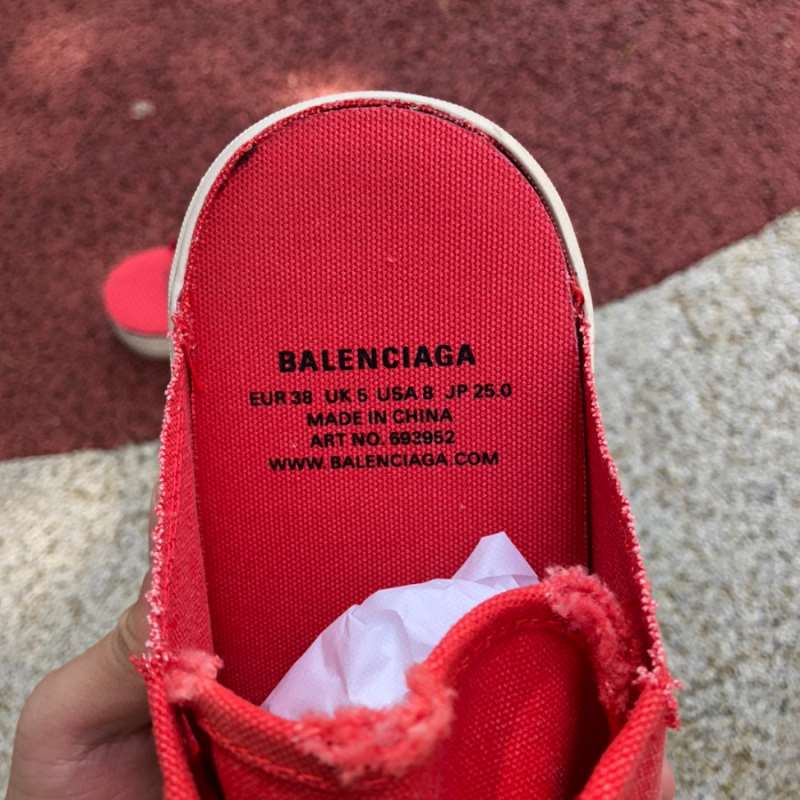 BALENCIAGA
EUR 38 UK 5 USA 8 JP 25.0
MADE IN CHINA
ART NO. 693952
WWW.BALENCIAGA.COM